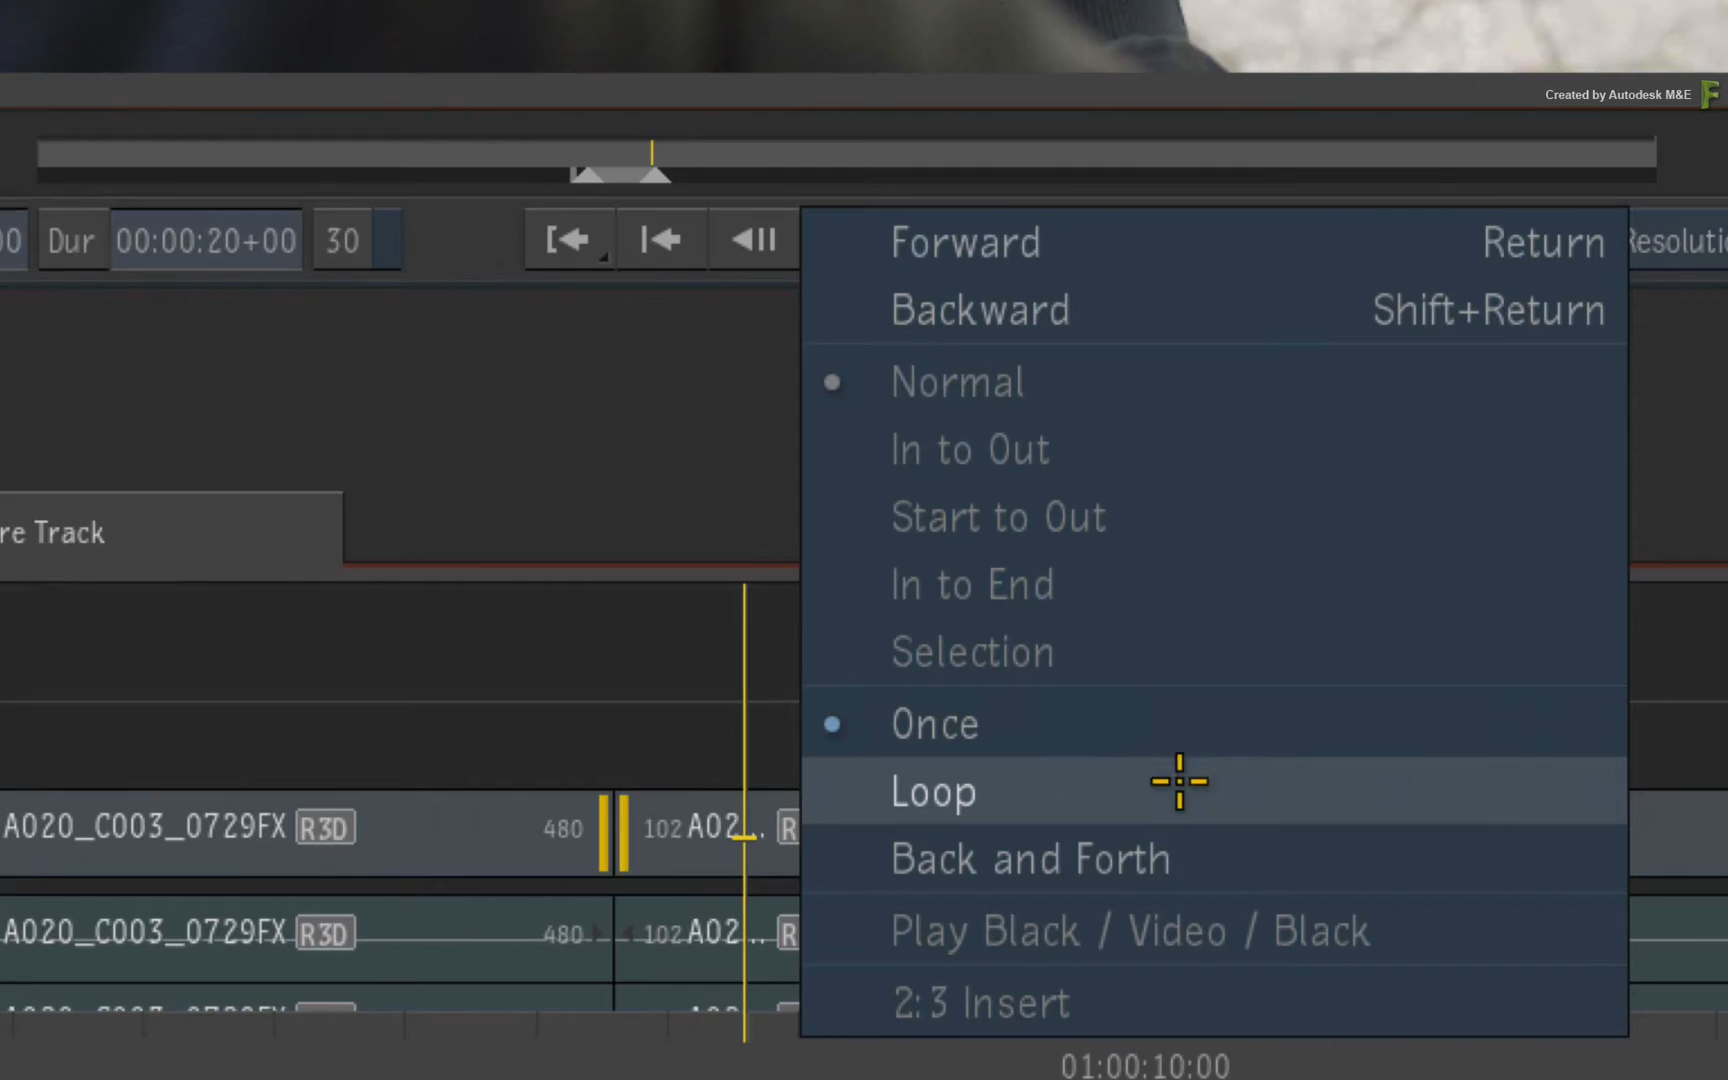 Created by Autodesk M&E
00 Dur 00:00:20+00 30
Forward Return
Backward Shift+Return
Normal
In to Out
Start to Out
In to End
Selection
Once
Loop
Back and Forth
Play Black / Video / Black
2:3 Insert
Resoluti
re Track
A020_C003_0729FX R3D 480 102 A02... R
A020_C003_0729FX R3D 480 102 A02... R
01:00:10:00